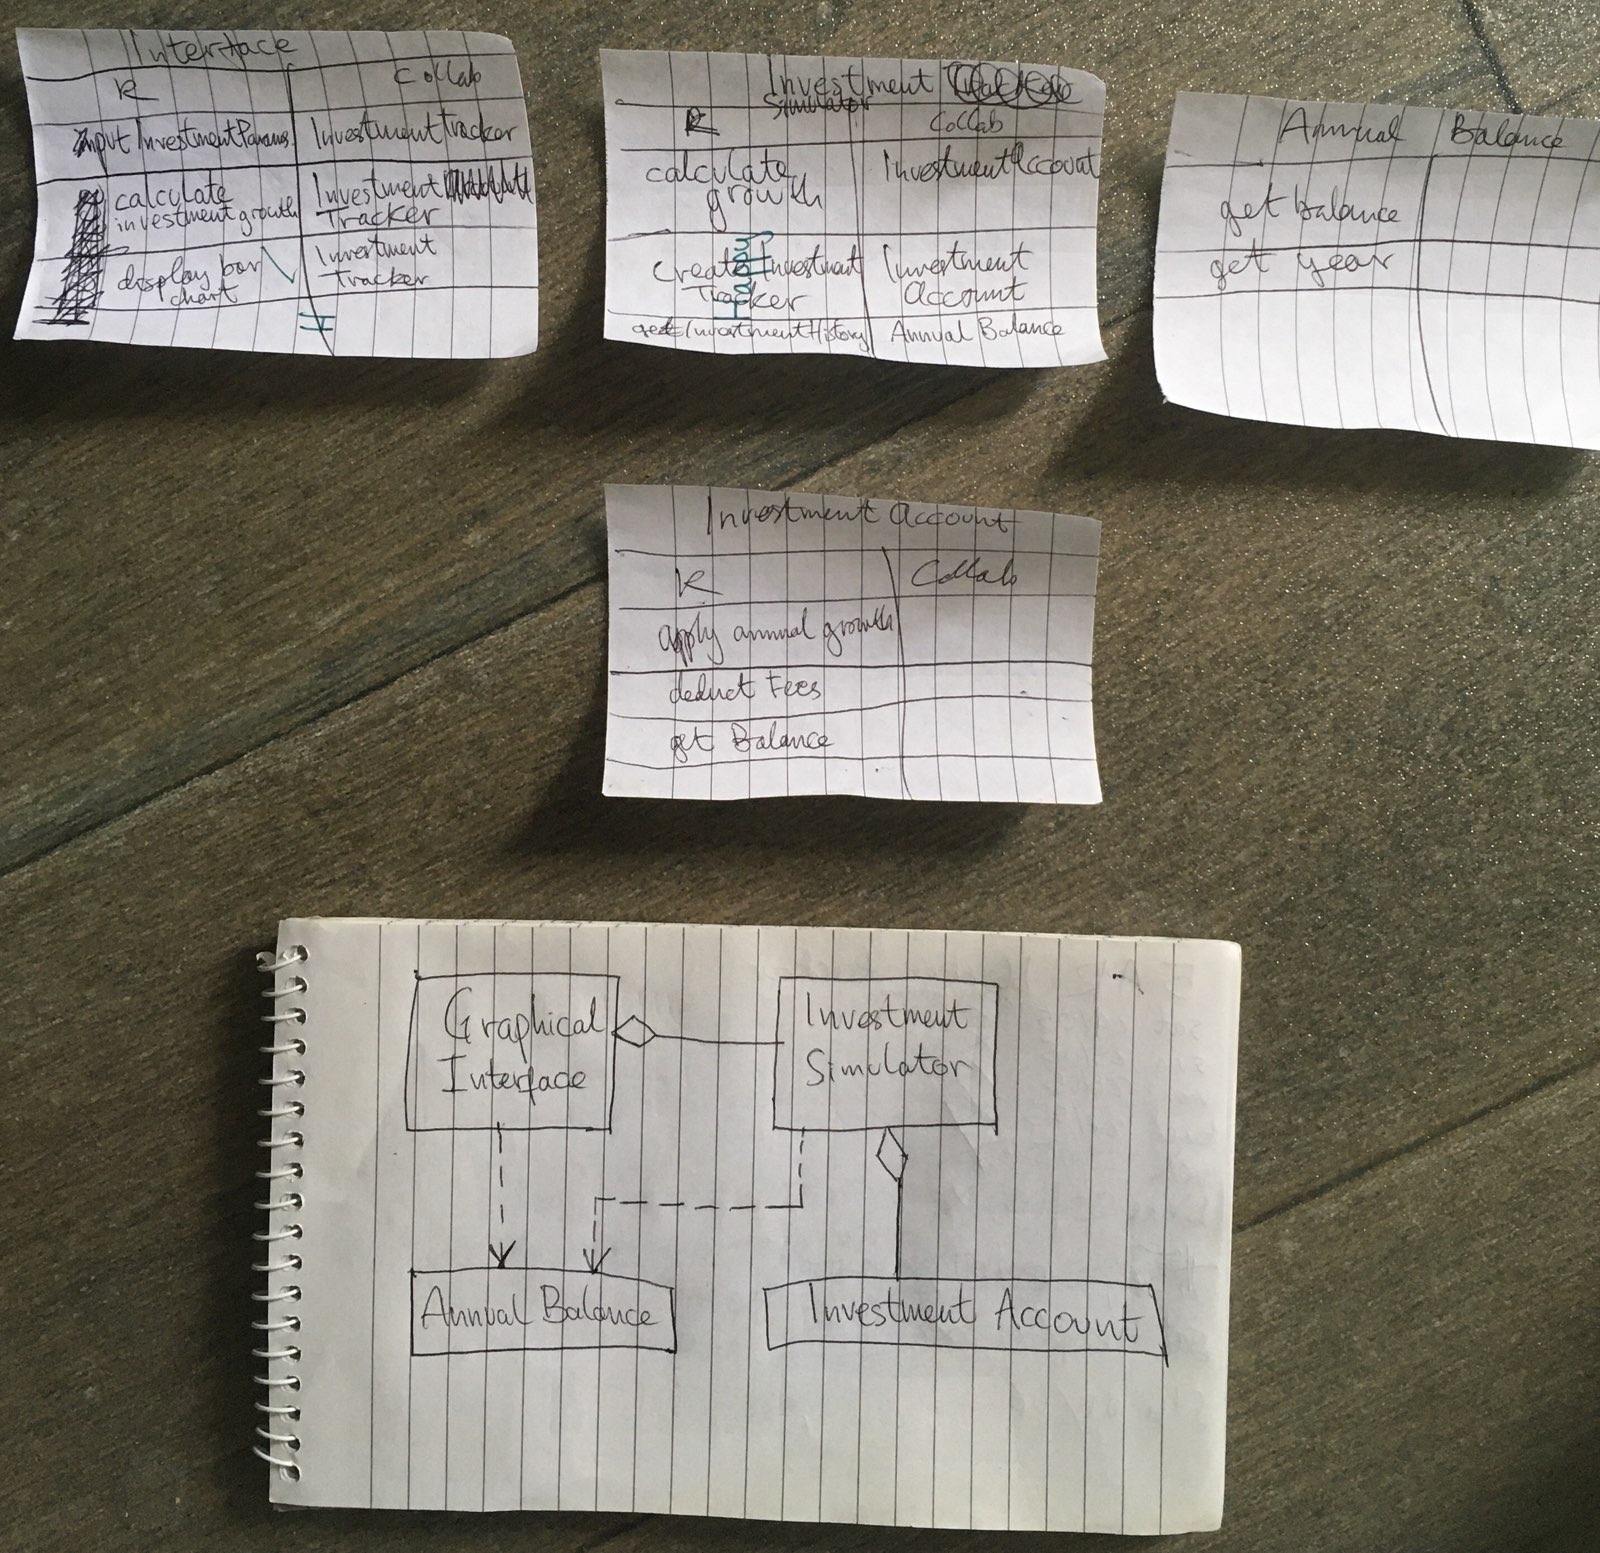 Interface
R Collab
Input InvestmentParams InvestmentTracker
calculate Investment
investment growth Tracker
display bar Investment
chart Tracker
H
Investment
Simulator
R Collab
calculate InvestmentAccount
growth
create Investment Investment
Tracker Account
getInvestmentHistory Annual Balance
Annual Balance
get balance
get year
Investment Account
R Collab
apply annual growth
deduct Fees
get Balance
Graphical
Interface
Investment
Simulator
Annual Balance
Investment Account